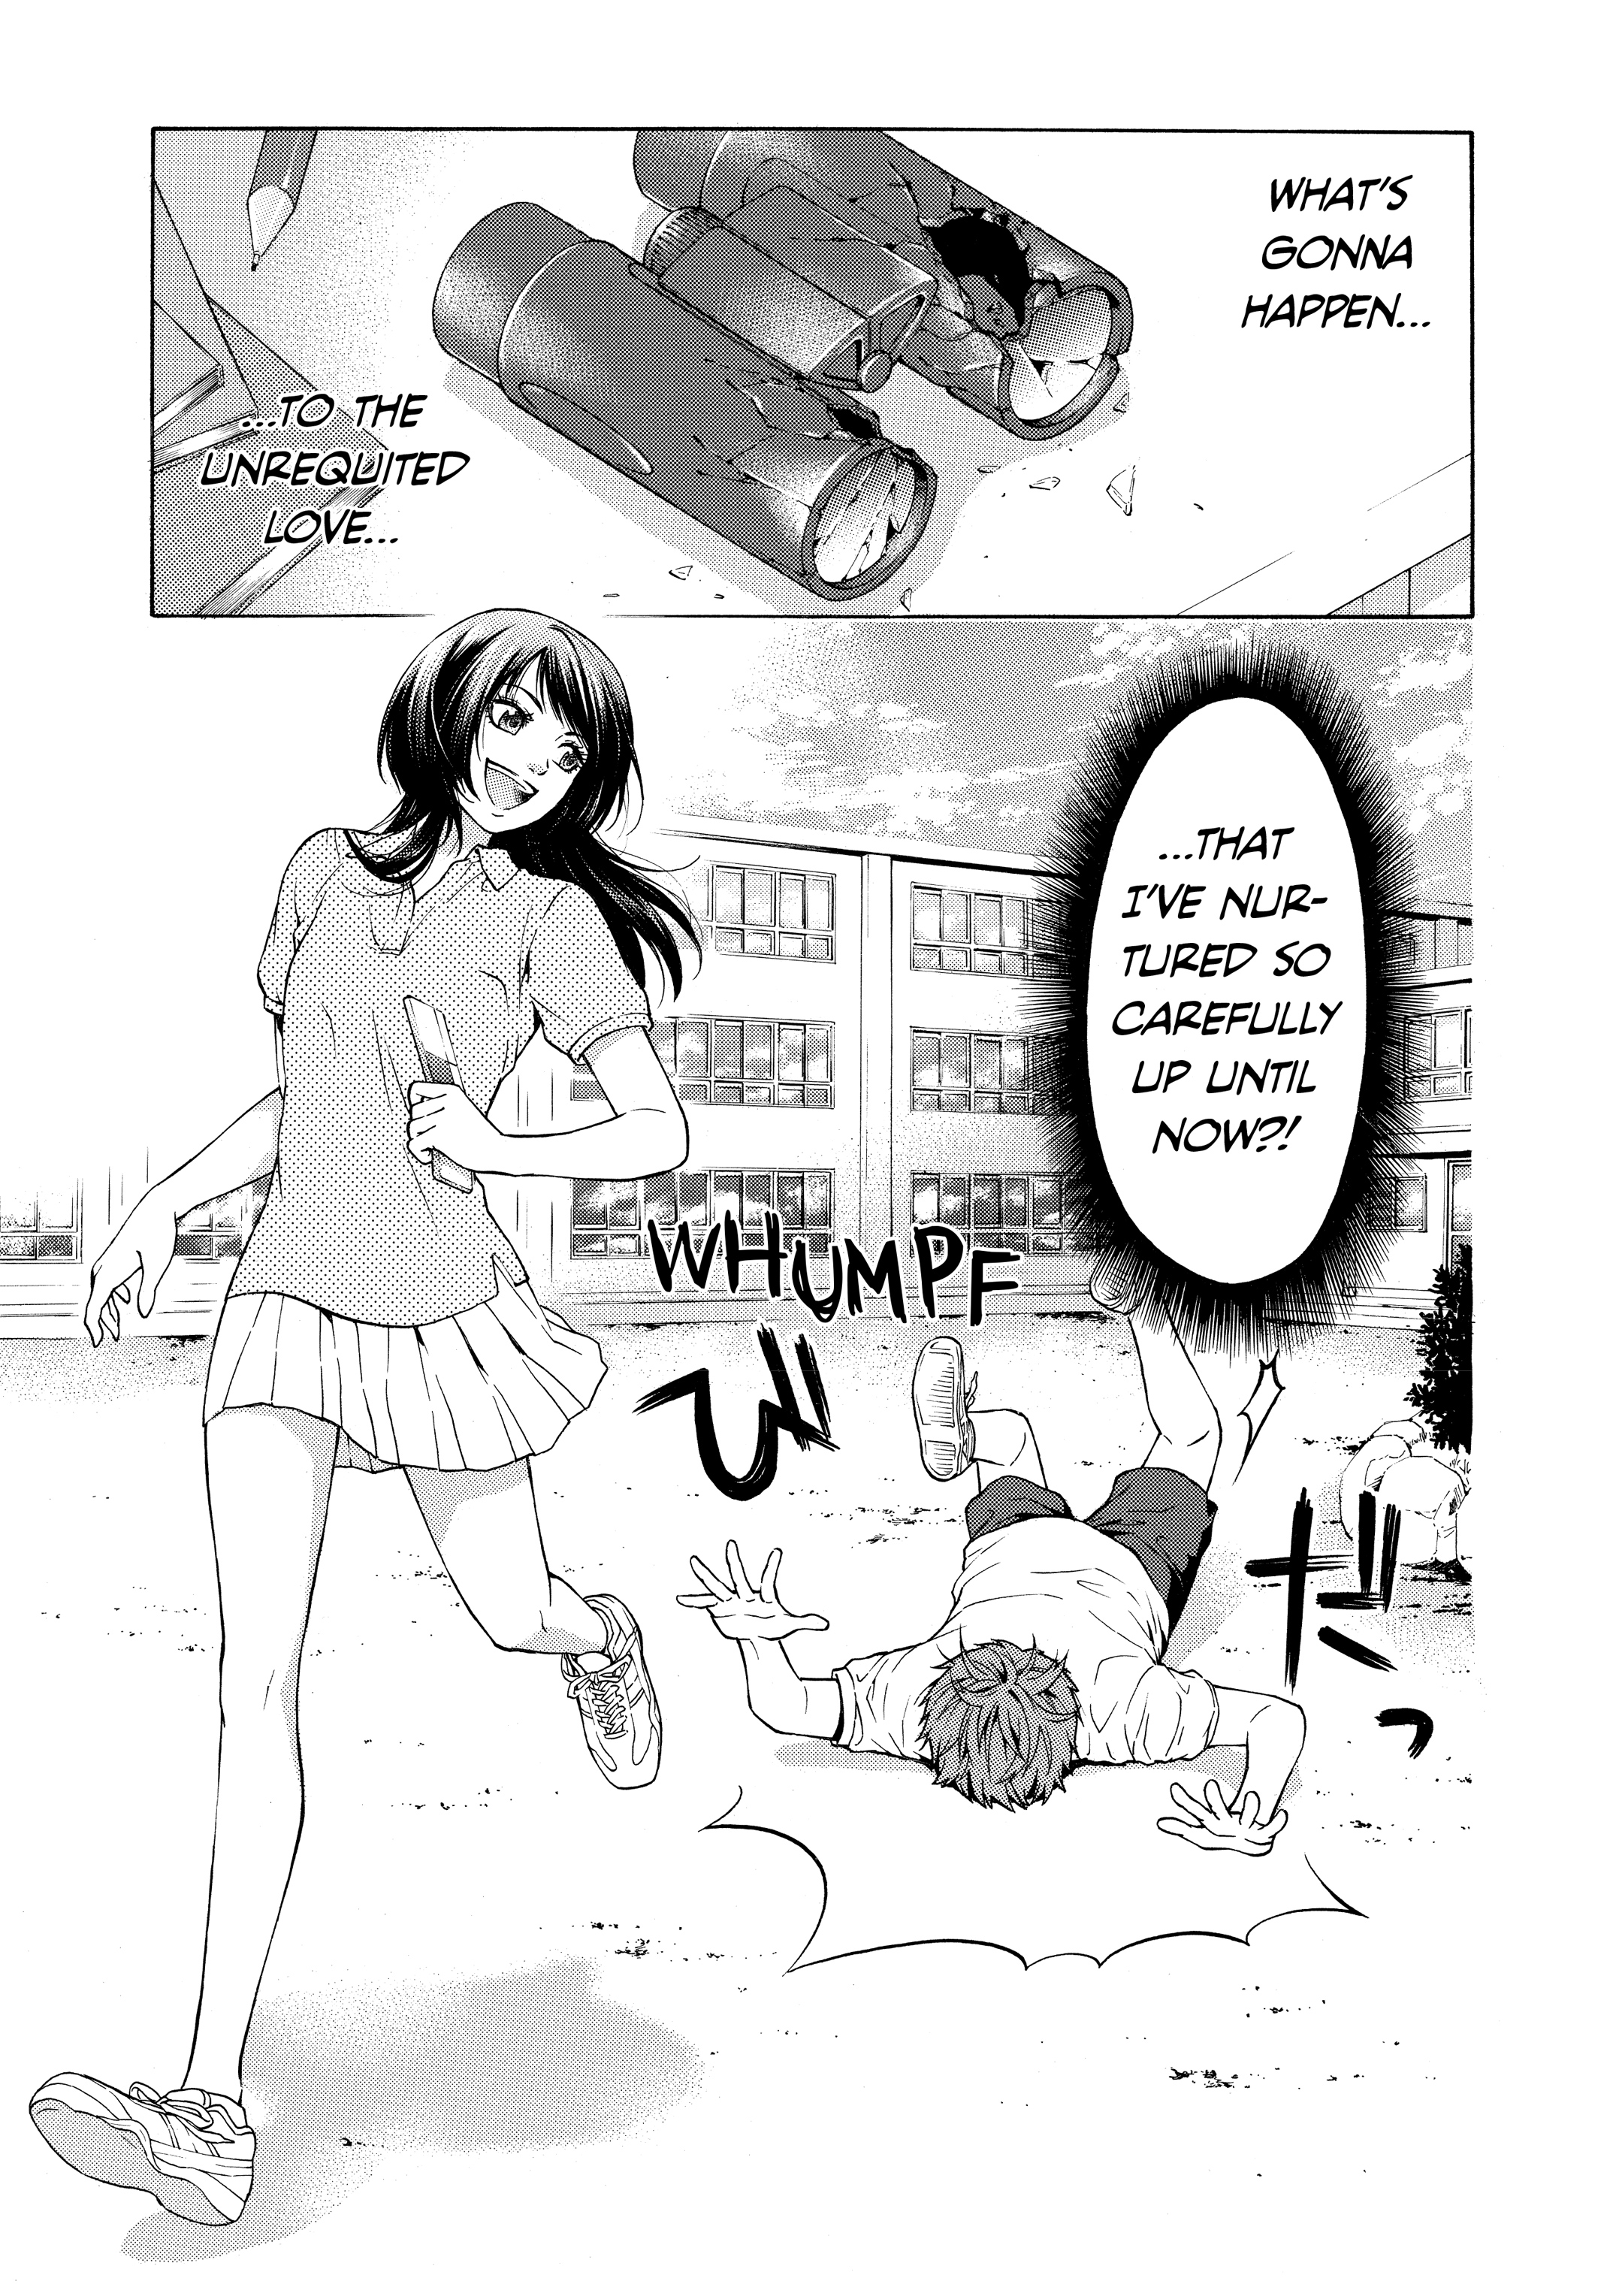 WHAT'S
GONNA
HAPPEN...
...TO THE
UNREQUITED
LOVE...
...THAT
I'VE NUR-
TURED SO
CAREFULLY
UP UNTIL
NOW?!
WHUMPF